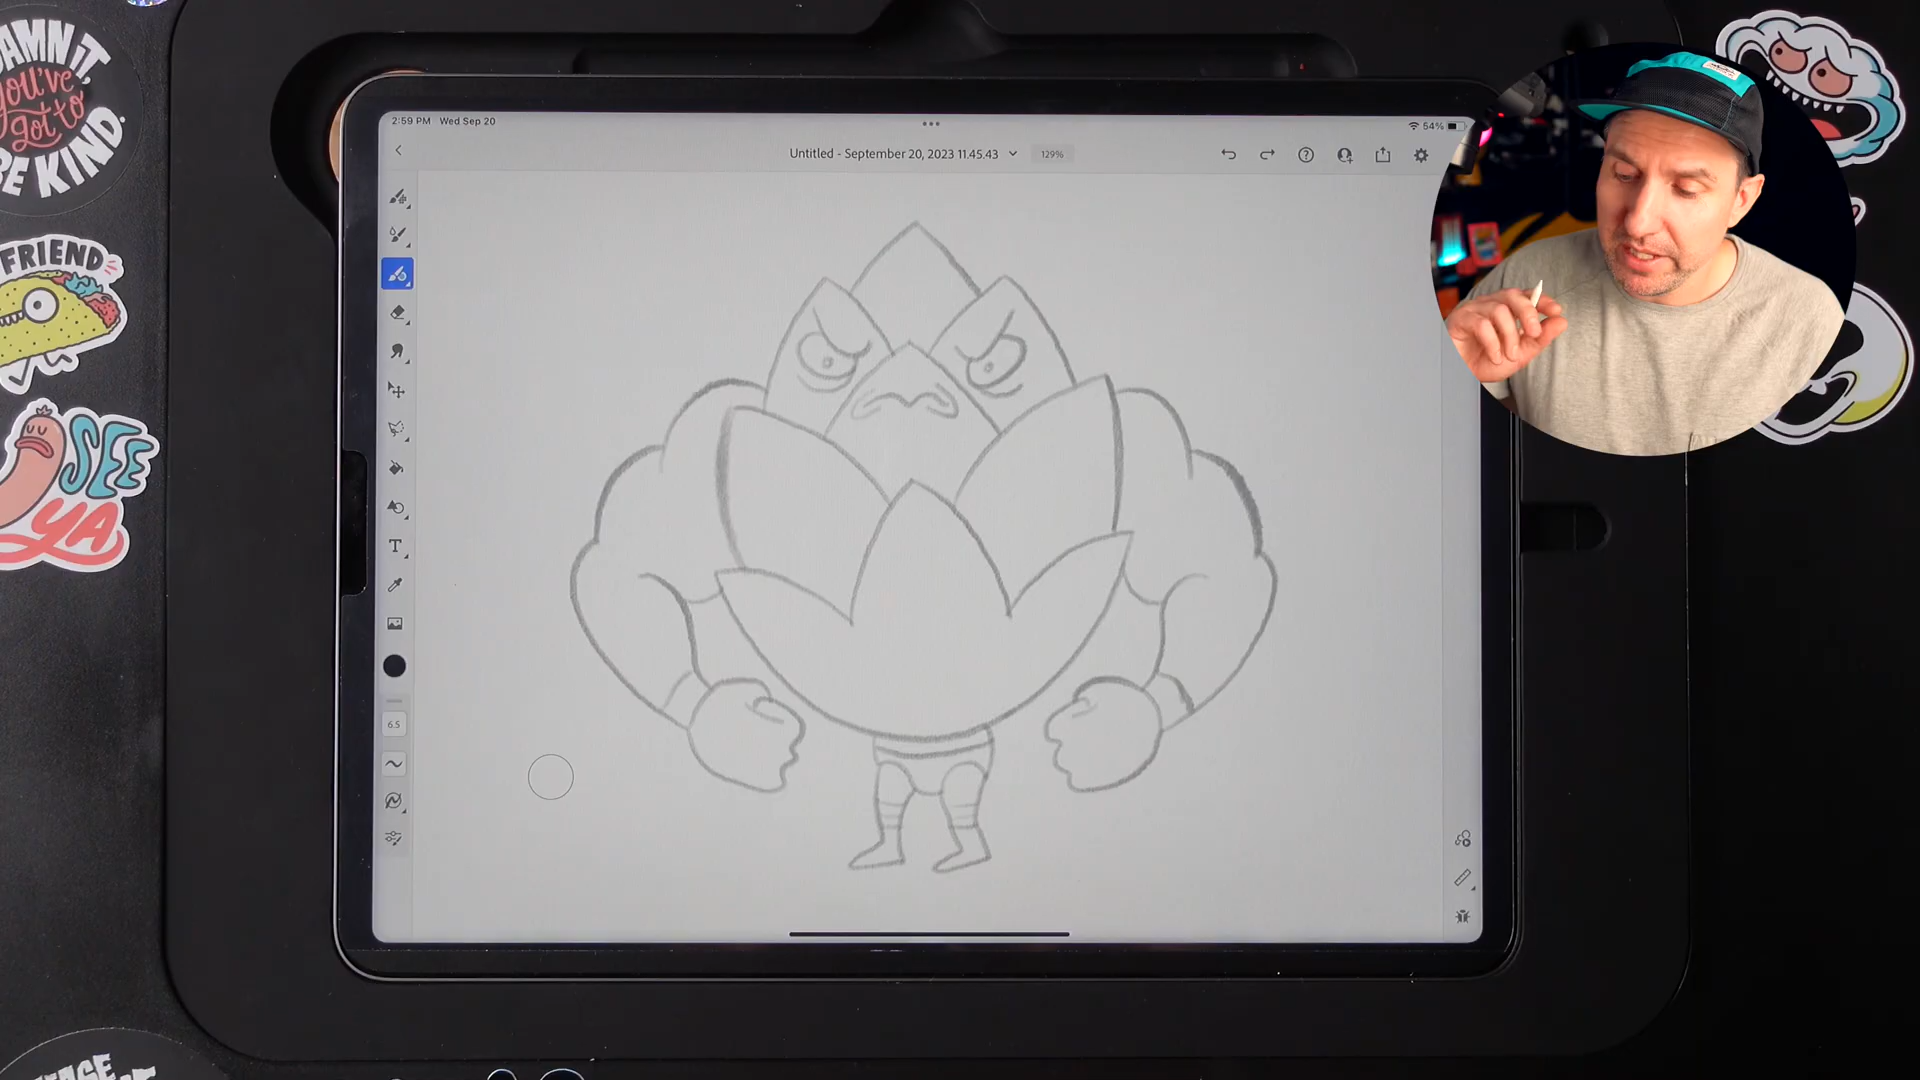 DAMN IT,
you've
got to
BE KIND.
FRIEND
SEE
YA
2:59 PM Wed Sep 20
54%
Untitled - September 20, 2023 11.45.43
129%
T
6.5